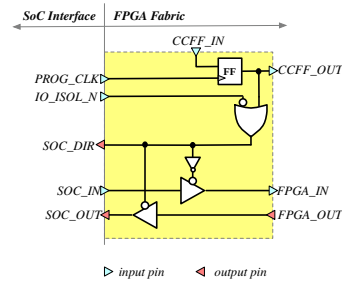 SoC Interface FPGA Fabric
CCFF_IN
FF
CCFF_OUT
PROG_CLK
IO_ISOL_N
SOC_DIR
SOC_IN
FPGA_IN
SOC_OUT
FPGA_OUT
input pin output pin